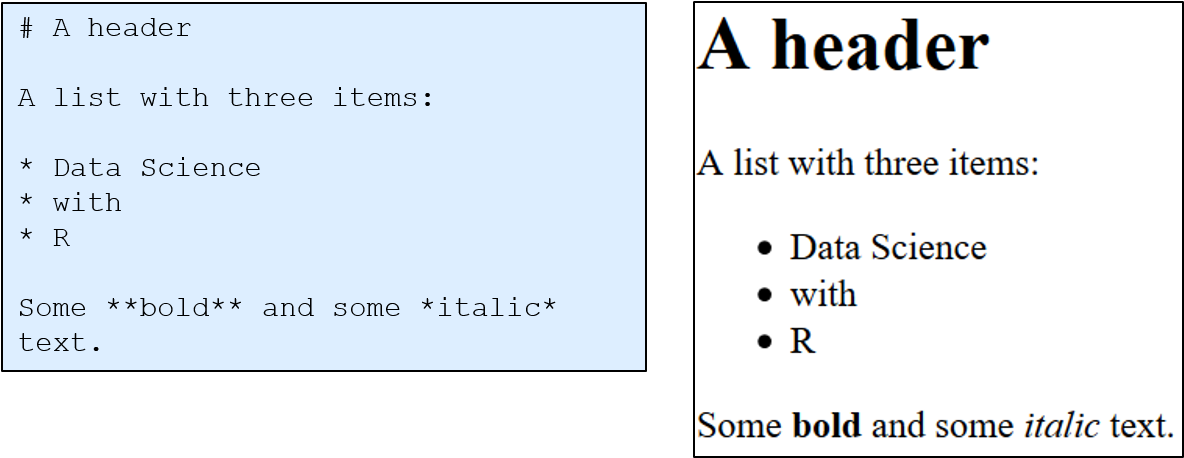 # A header
A list with three items:
* Data Science
* with
* R
Some **bold** and some *italic*
text.
A header
A list with three items:
• Data Science
• with
• R
Some bold and some italic text.